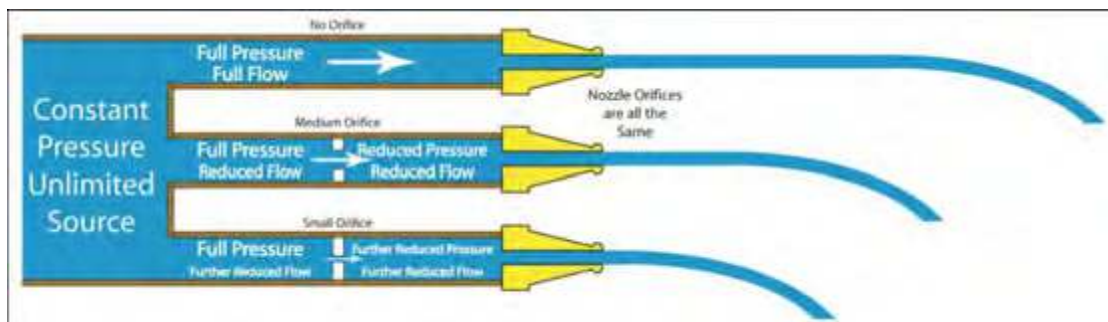 No Orifice
Full Pressure
Full Flow
Constant
Pressure
Unlimited
Source
Nozzle Orifices
are all the
Same
Medium Orifice
Full Pressure
Reduced Flow
Reduced Pressure
Reduced Flow
Small Orifice
Full Pressure
Further Reduced Flow
Further Reduced Pressure
Further Reduced Flow